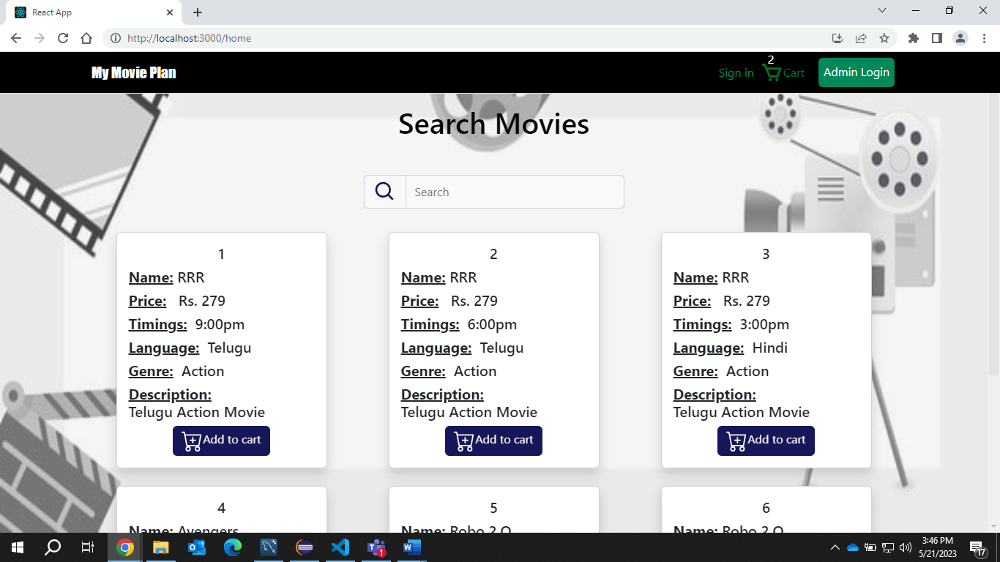 React App
http://localhost:3000/home
My Movie Plan
Sign in
2
Cart
Admin Login
Search Movies
Search
1
Name: RRR
Price: Rs. 279
Timings: 9:00pm
Language: Telugu
Genre: Action
Description:
Telugu Action Movie
Add to cart
2
Name: RRR
Price: Rs. 279
Timings: 6:00pm
Language: Telugu
Genre: Action
Description:
Telugu Action Movie
Add to cart
3
Name: RRR
Price: Rs. 279
Timings: 3:00pm
Language: Hindi
Genre: Action
Description:
Telugu Action Movie
Add to cart
4
Name: Avengers
5
Name: Robo 2.O
6
Name: Robo 2.O
1
3:46 PM
5/21/2023
17